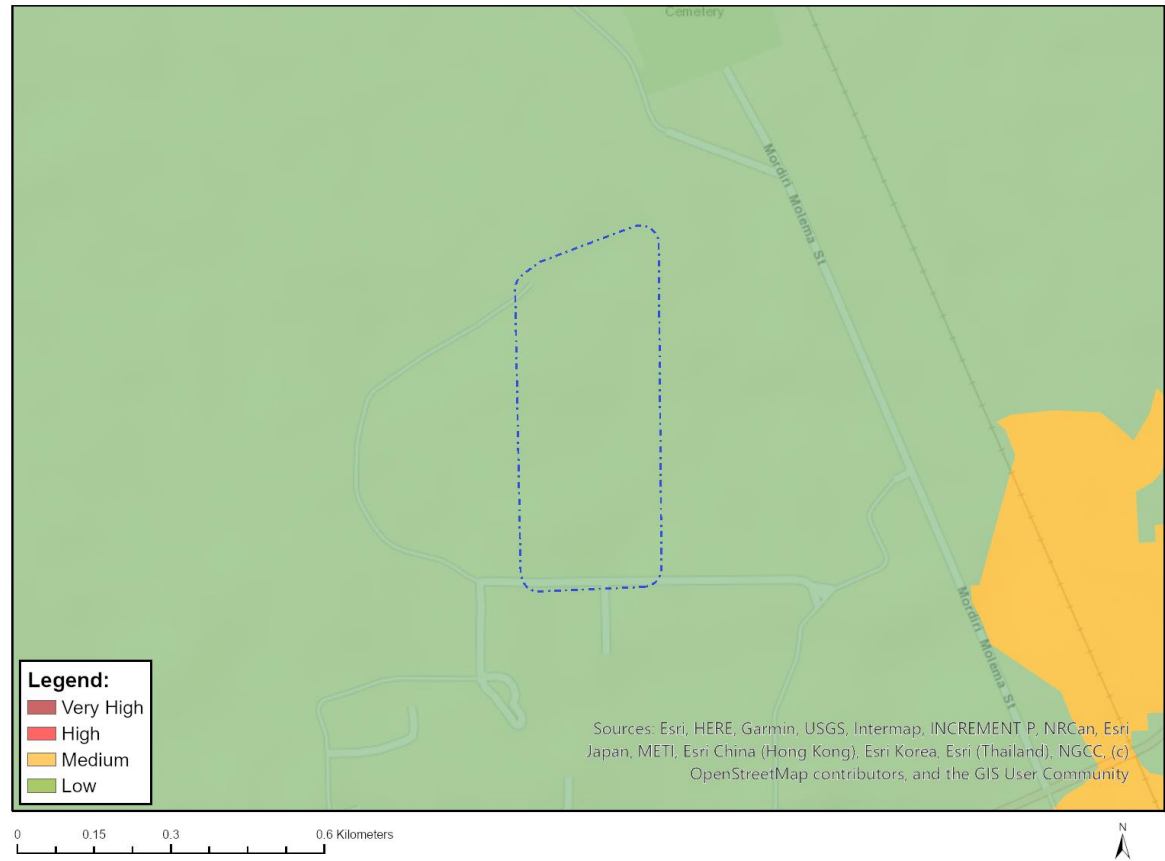 Cemetery
Mordiri Molema St
Mordiri Molema St
Legend:
Very High
High
Medium
Low
Sources: Esri, HERE, Garmin, USGS, Intermap, INCREMENT P, NRCan, Esri
Japan, METI, Esri China (Hong Kong), Esri Korea, Esri (Thailand), NGCC, (c)
OpenStreetMap contributors, and the GIS User Community
0 0.15 0.3 0.6 Kilometers
N